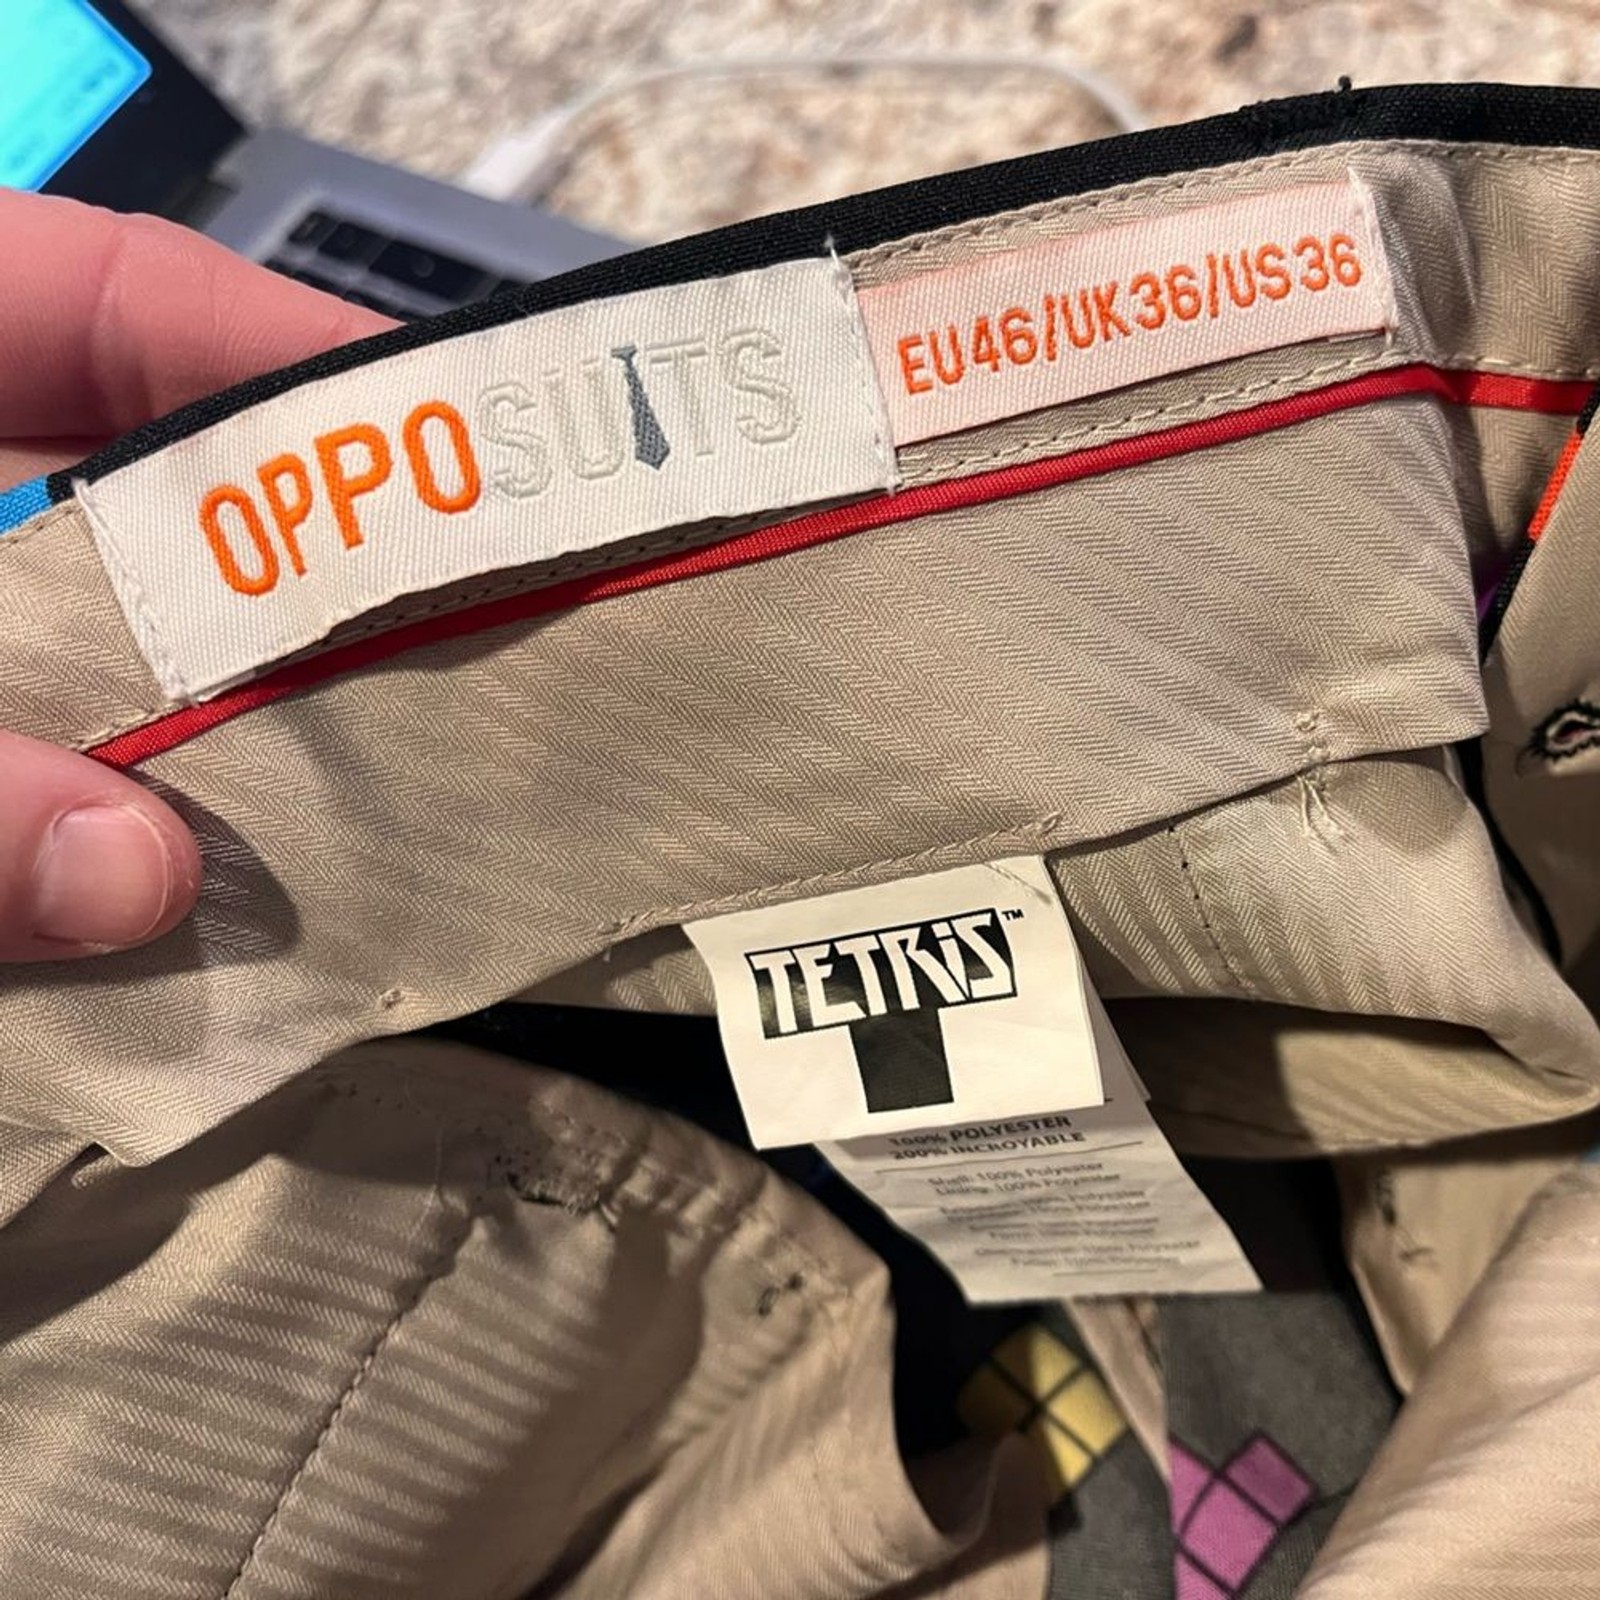 OPPOSUITS
EU46/UK36/US36
TETRIS™
100% POLYESTER
200% INCROYABLE
Shell: 100% Polyester
Lining: 100% Polyester